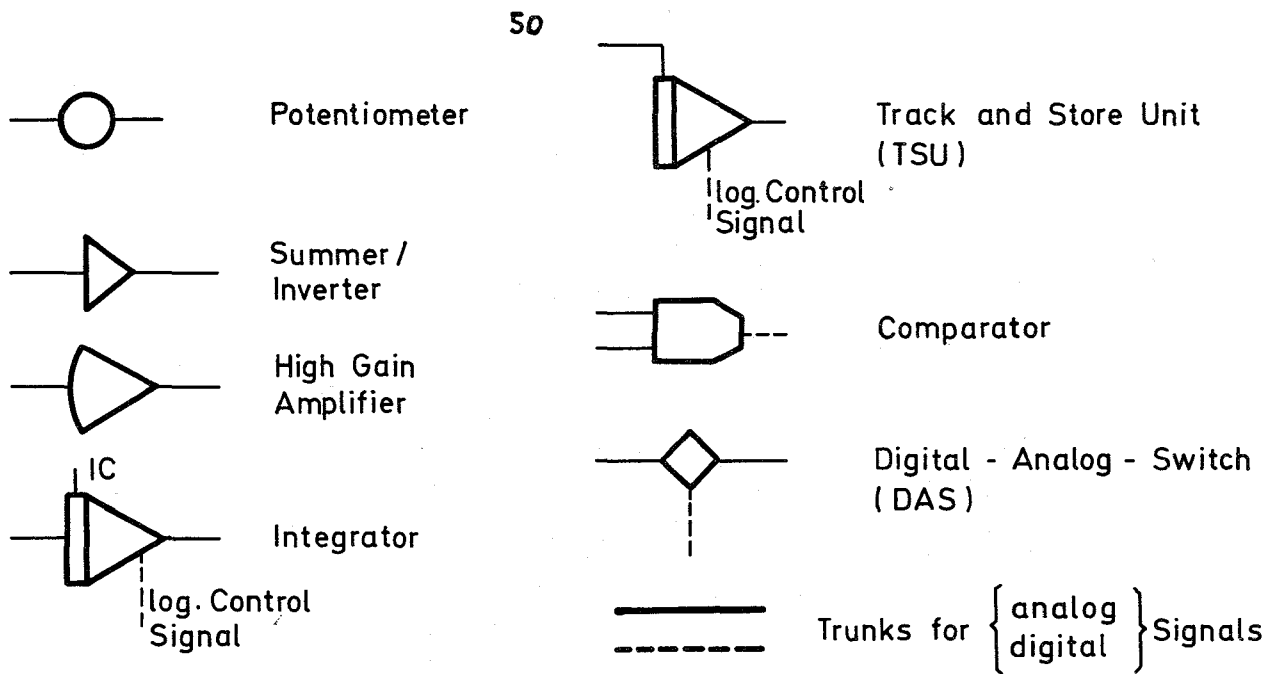 50
Potentiometer
Summer /
Inverter
High Gain
Amplifier
IC
Integrator
log. Control
Signal
Track and Store Unit
(TSU)
log. Control
Signal
Comparator
Digital - Analog - Switch
(DAS)
Trunks for { analog } Signals
digital